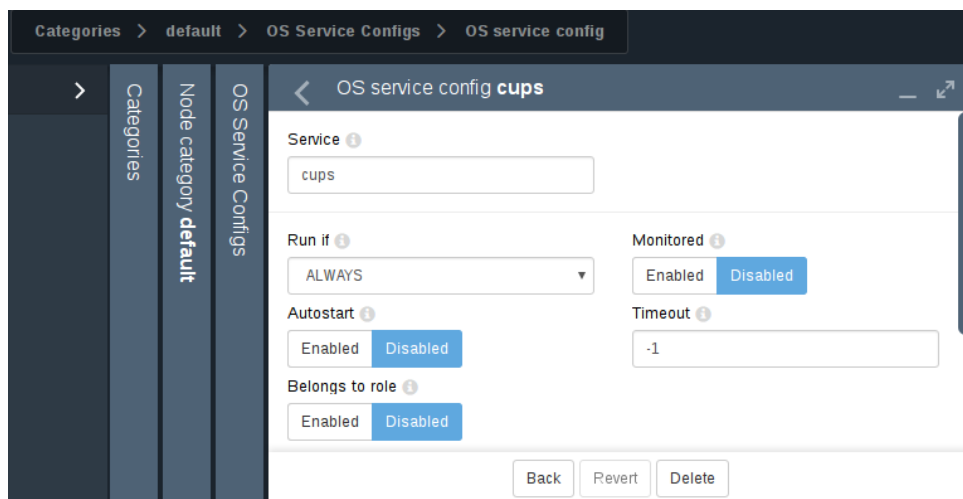 Categories > default > OS Service Configs > OS service config
Categories
Node category default
OS Service Configs
OS service config cups
Service
cups
Run if
ALWAYS
Monitored
Enabled Disabled
Autostart
Enabled Disabled
Timeout
-1
Belongs to role
Enabled Disabled
Back Revert Delete